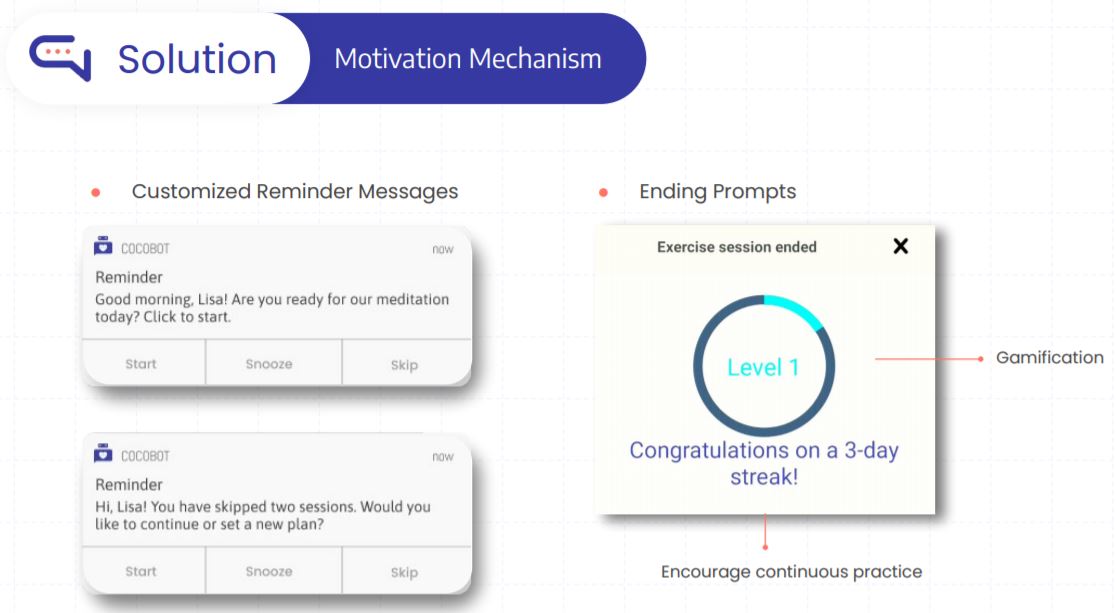 Solution
Motivation Mechanism
Customized Reminder Messages
COCOBOT
now
Reminder
Good morning, Lisa! Are you ready for our meditation
today? Click to start.
Start
Snooze
Skip
COCOBOT
now
Reminder
Hi, Lisa! You have skipped two sessions. Would you
like to continue or set a new plan?
Start
Snooze
Skip
Ending Prompts
Exercise session ended
Level 1
Congratulations on a 3-day
streak!
Gamification
Encourage continuous practice